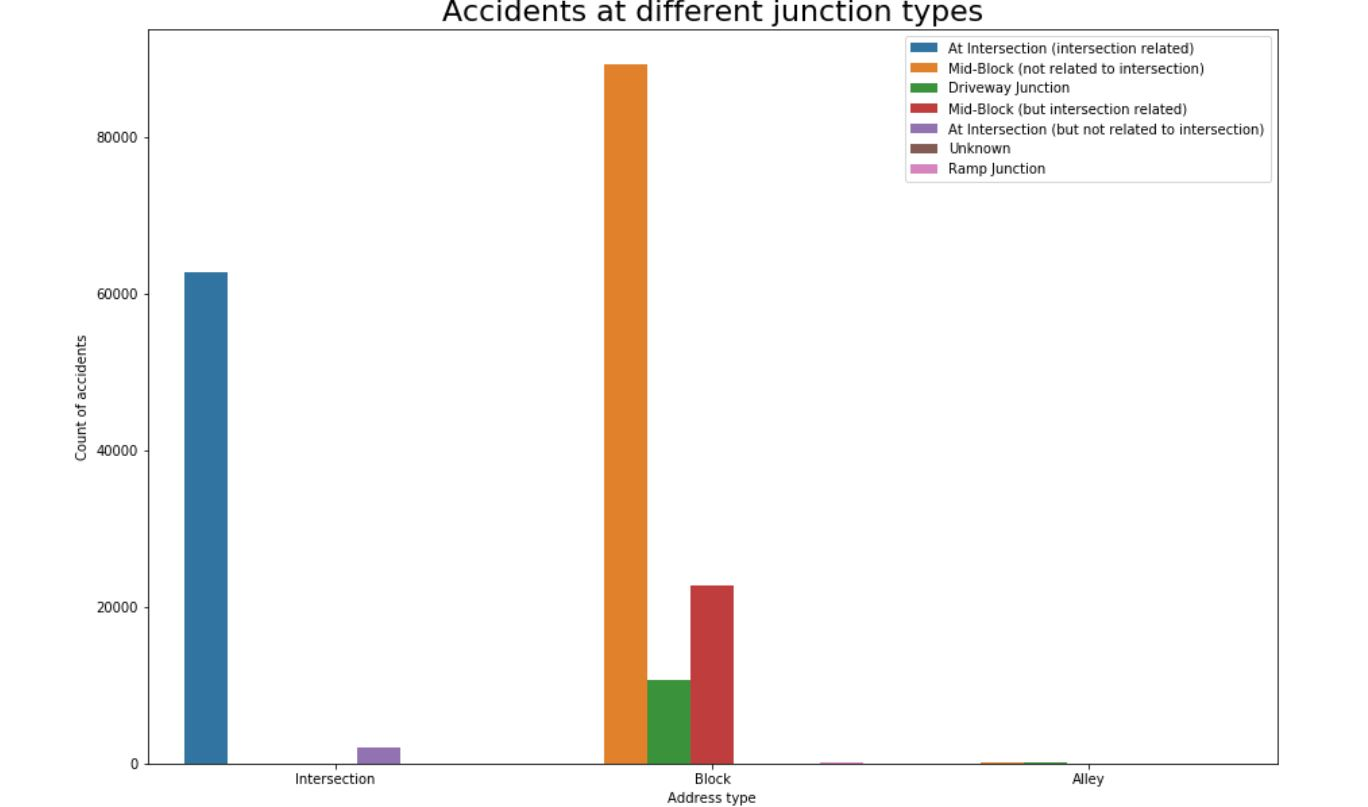 Accidents at different junction types
At Intersection (intersection related)
Mid-Block (not related to intersection)
Driveway Junction
Mid-Block (but intersection related)
At Intersection (but not related to intersection)
Unknown
Ramp Junction
80000
60000
40000
20000
0
Count of accidents
Intersection
Block
Alley
Address type